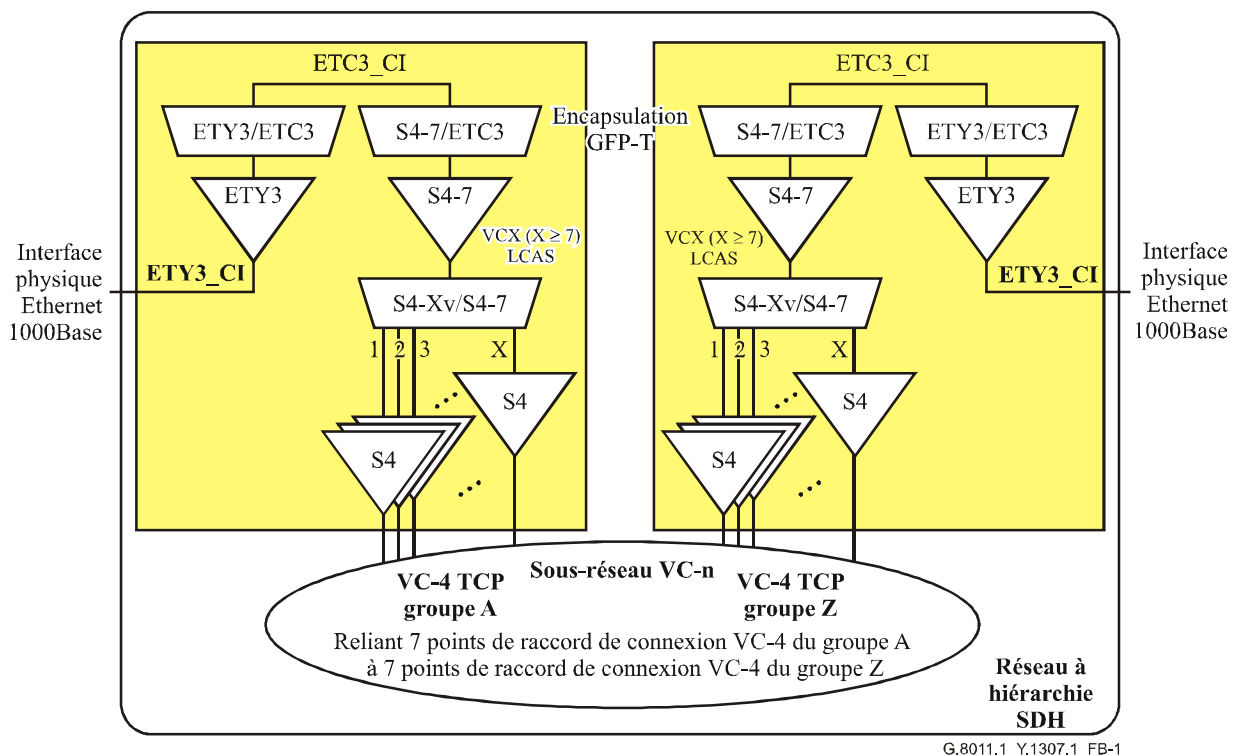 ETC3_CI
ETY3/ETC3
S4-7/ETC3
ETY3
S4-7
VCX (X ≥ 7)
LCAS
Interface
physique
Ethernet
1000Base
ETY3_CI
S4-Xv/S4-7
1
2
3
X
S4
S4
Encapsulation
GFP-T
ETC3_CI
S4-7/ETC3
ETY3/ETC3
S4-7
ETY3
VCX (X ≥ 7)
LCAS
ETY3_CI
Interface
physique
Ethernet
1000Base
S4-Xv/S4-7
1
2
3
X
S4
S4
Sous-réseau VC-n
VC-4 TCP
groupe A
VC-4 TCP
groupe Z
Reliant 7 points de raccord de connexion VC-4 du groupe A
à 7 points de raccord de connexion VC-4 du groupe Z
Réseau à
hiérarchie
SDH
G.8011.1_Y.1307.1_FB-1